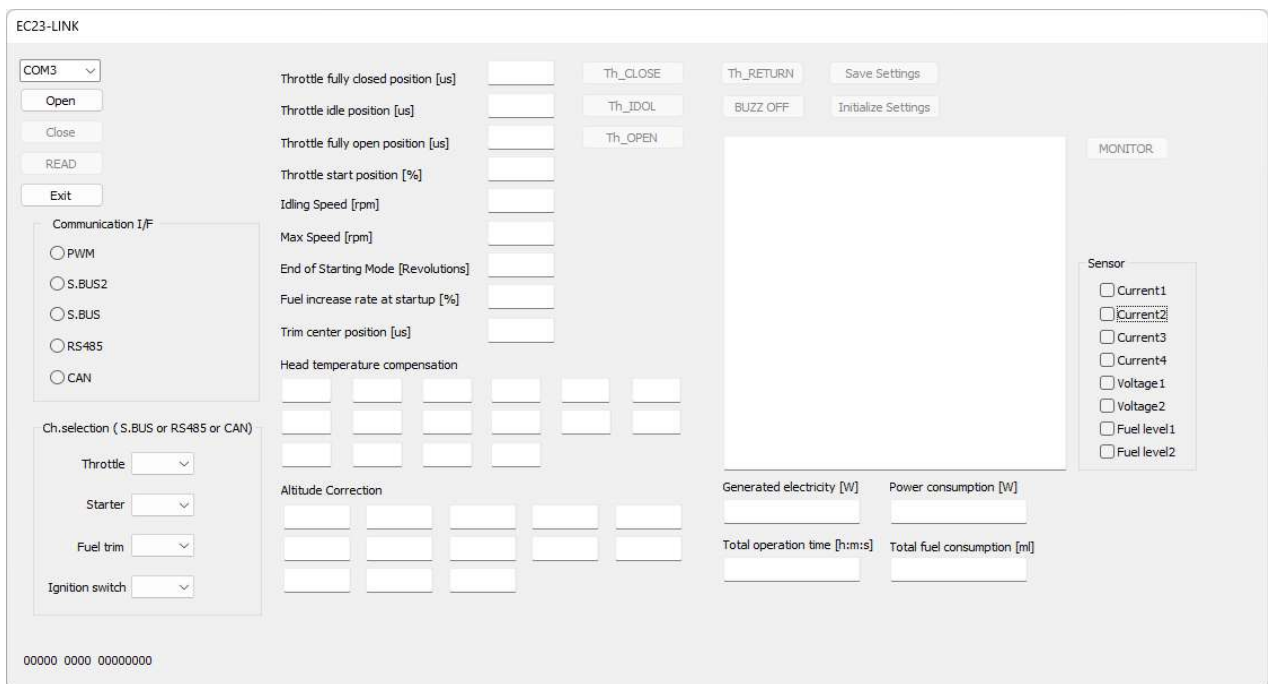 EC23-LINK
COM3
Open
Close
READ
Exit
Communication I/F
PWM
S.BUS2
S.BUS
RS485
CAN
Ch.selection ( S.BUS or RS485 or CAN)
Throttle
Starter
Fuel trim
Ignition switch
00000 0000 00000000
Throttle fully closed position [us]
Throttle idle position [us]
Throttle fully open position [us]
Throttle start position [%]
Idling Speed [rpm]
Max Speed [rpm]
End of Starting Mode [Revolutions]
Fuel increase rate at startup [%]
Trim center position [us]
Head temperature compensation
Altitude Correction
Th_CLOSE
Th_IDOL
Th_OPEN
Th_RETURN
Save Settings
BUZZ OFF
Initialize Settings
MONITOR
Sensor
Current1
Current2
Current3
Current4
Voltage1
Voltage2
Fuel level1
Fuel level2
Generated electricity [W]
Power consumption [W]
Total operation time [h:m:s]
Total fuel consumption [ml]